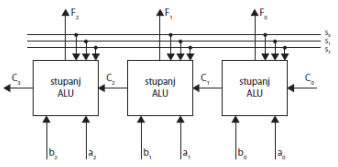 F₂ F₁ F₀
s₀
s₁
s₂
C₃ stupanj ALU C₂ stupanj ALU C₁ stupanj ALU C₀
b₂ a₂ b₁ a₁ b₀ a₀